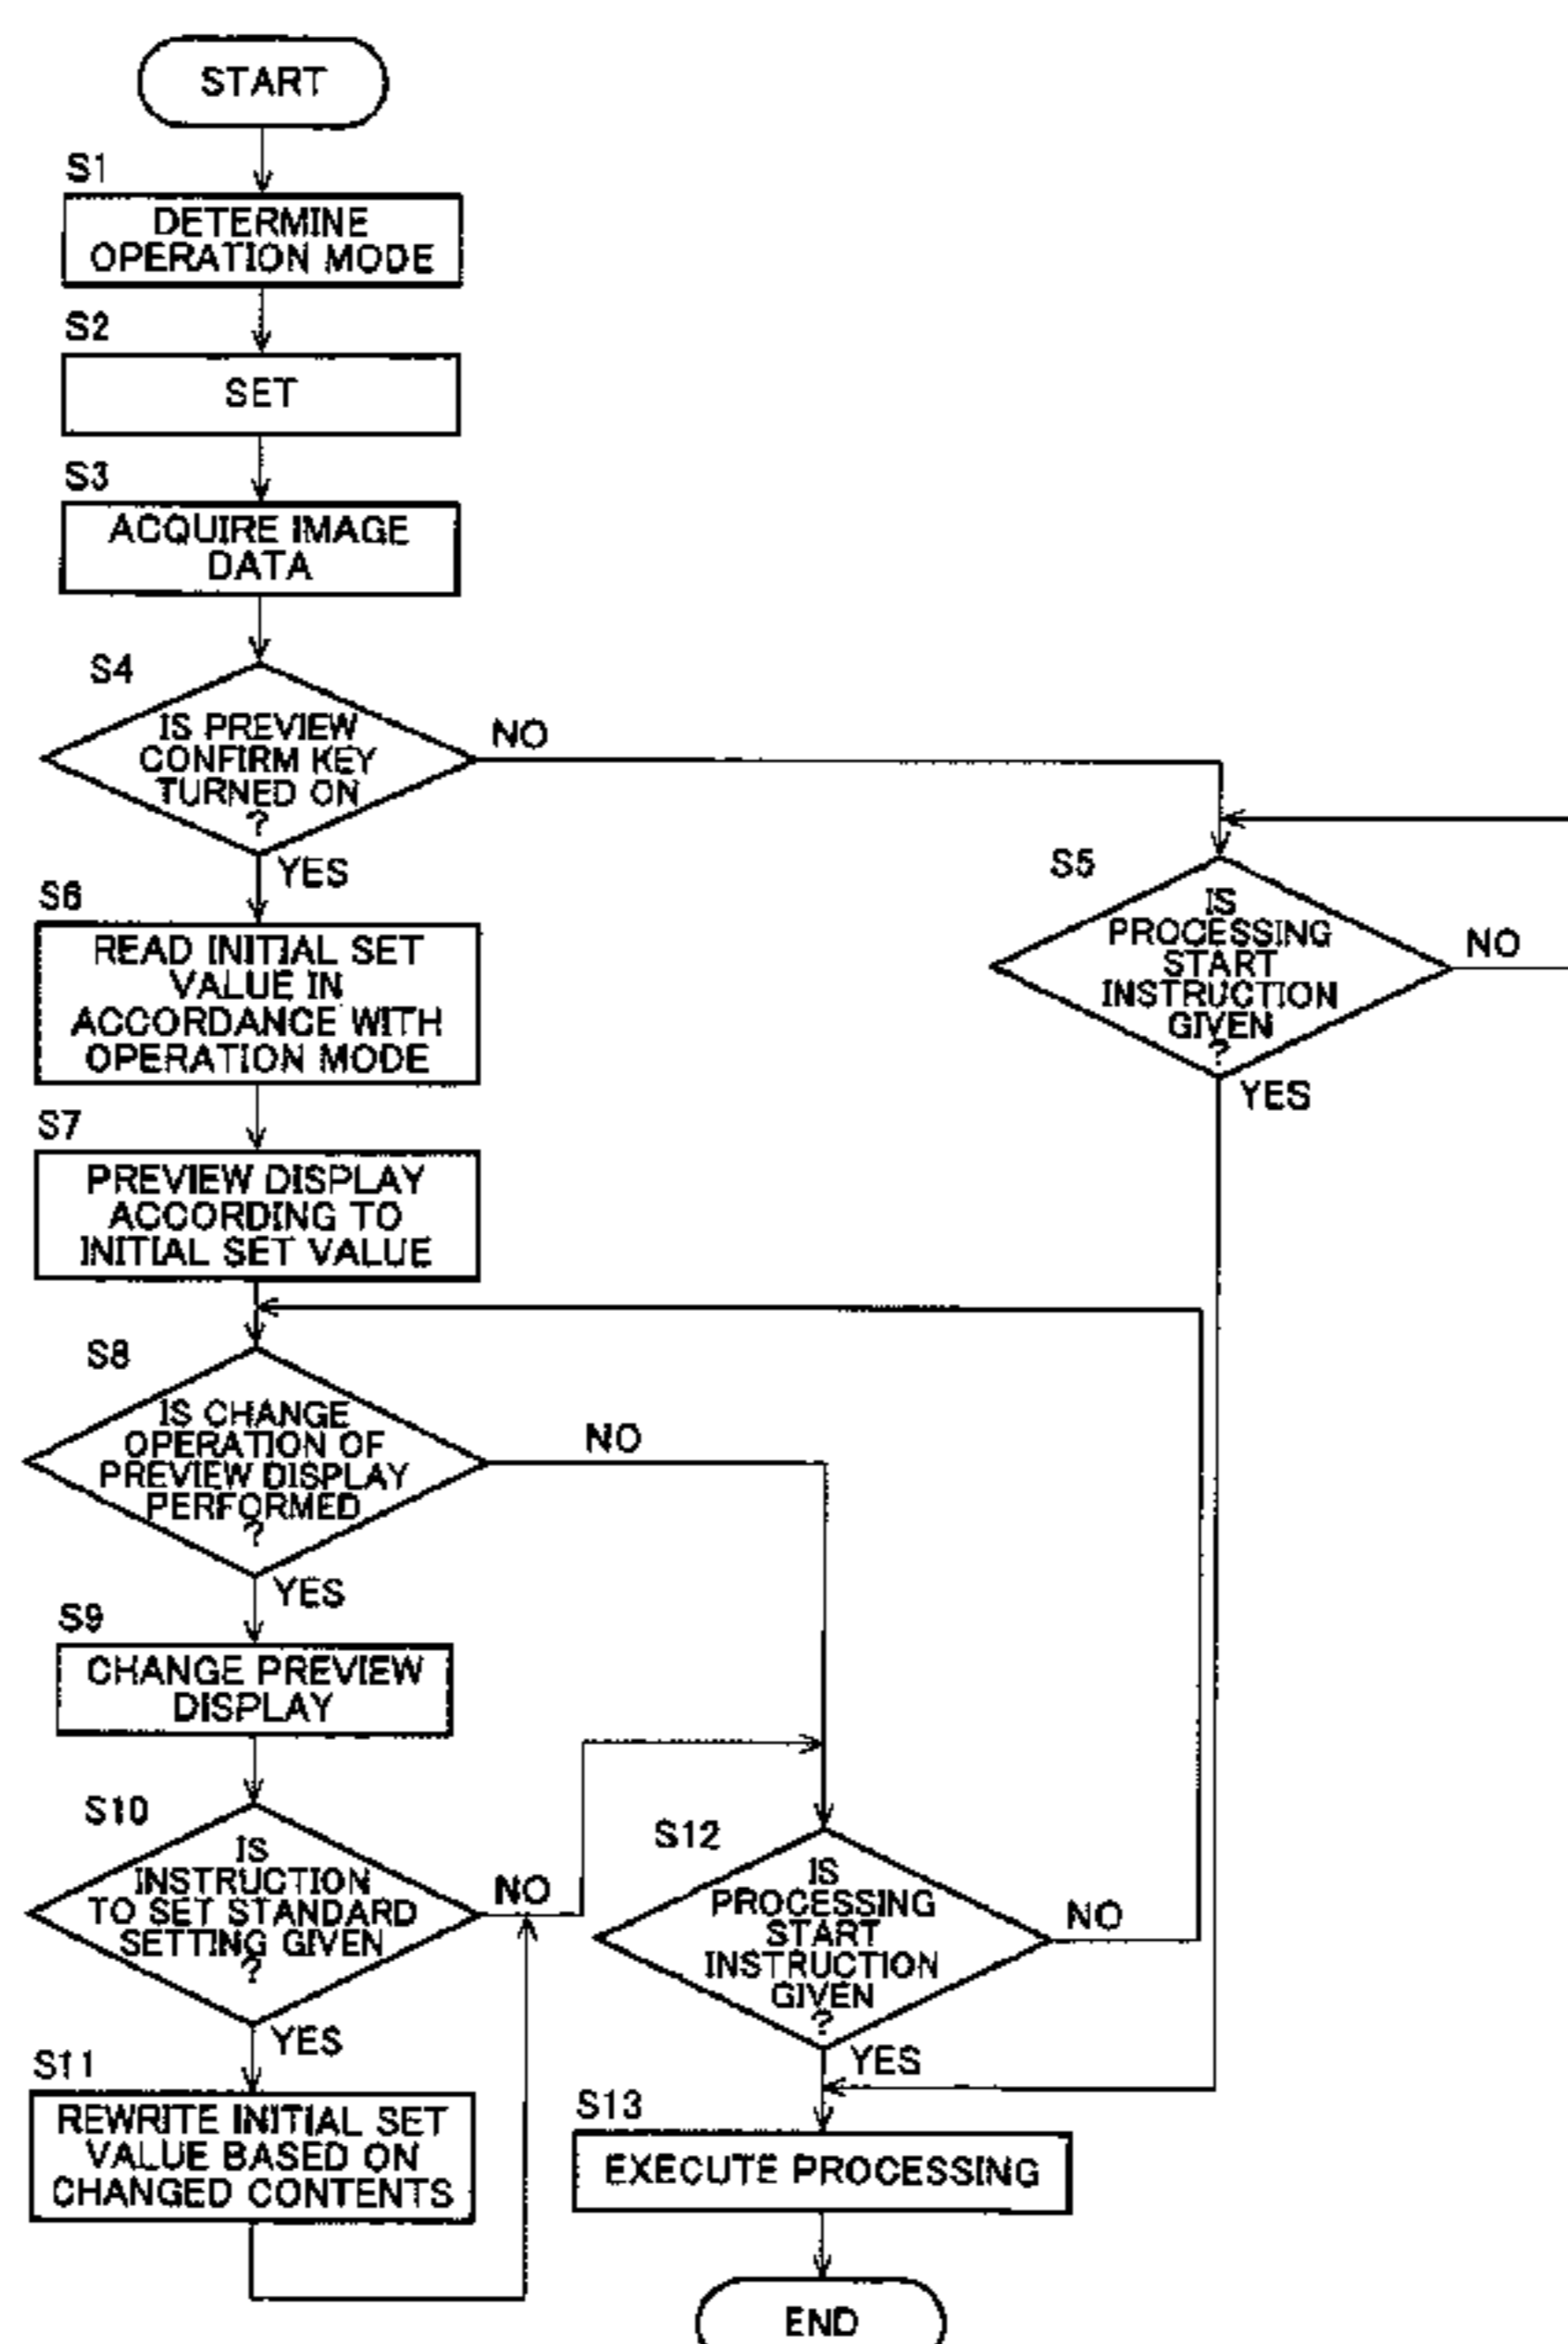 START
S1
DETERMINE
OPERATION MODE
S2
SET
S3
ACQUIRE IMAGE
DATA
S4
IS PREVIEW
CONFIRM KEY
TURNED ON
?
NO
YES
S5
IS
PROCESSING
START
INSTRUCTION
GIVEN
?
NO
YES
S6
READ INITIAL SET
VALUE IN
ACCORDANCE WITH
OPERATION MODE
S7
PREVIEW DISPLAY
ACCORDING TO
INITIAL SET VALUE
S8
IS CHANGE
OPERATION OF
PREVIEW DISPLAY
PERFORMED
?
NO
YES
S9
CHANGE PREVIEW
DISPLAY
S10
IS
INSTRUCTION
TO SET STANDARD
SETTING GIVEN
?
NO
YES
S11
REWRITE INITIAL SET
VALUE BASED ON
CHANGED CONTENTS
S12
IS
PROCESSING
START
INSTRUCTION
GIVEN
?
NO
YES
S13
EXECUTE PROCESSING
END